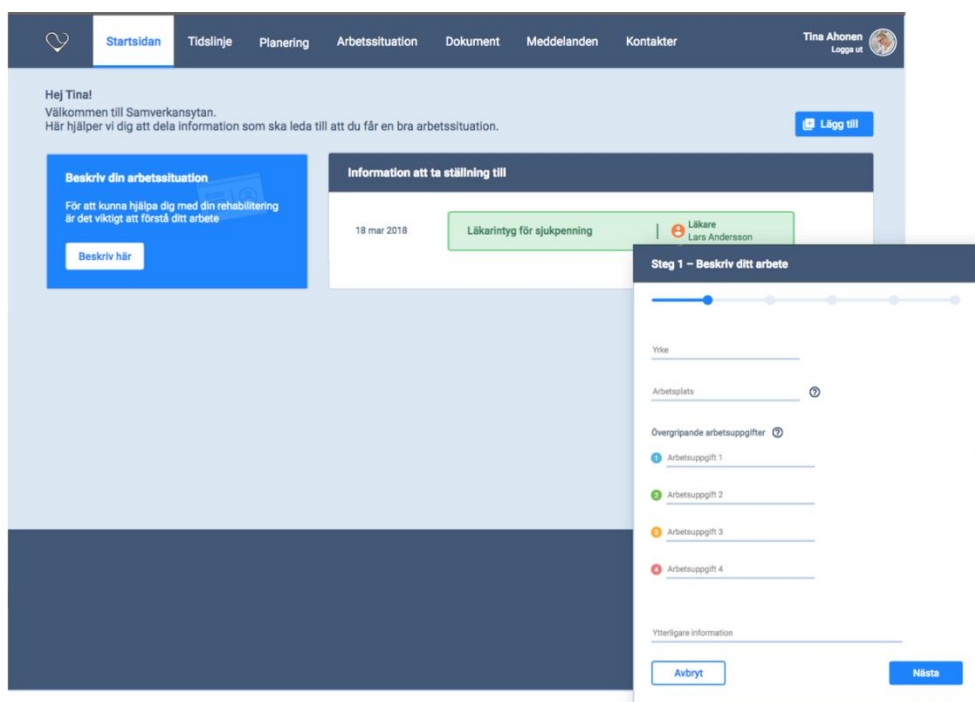 Startsidan
Tidslinje
Planering
Arbetssituation
Dokument
Meddelanden
Kontakter
Tina Ahonen
Logga ut
Hej Tina!
Välkommen till Samverkansytan.
Här hjälper vi dig att dela information som ska leda till att du får en bra arbetssituation.
Lägg till
Beskriv din arbetssituation
För att kunna hjälpa dig med din rehabilitering
är det viktigt att förstå ditt arbete
Beskriv här
Information att ta ställning till
18 mar 2018
Läkarintyg för sjukpenning
Läkare
Lars Andersson
Steg 1 – Beskriv ditt arbete
Yrke
Arbetsplats
?
Övergripande arbetsuppgifter ?
1 Arbetsuppgift 1
2 Arbetsuppgift 2
3 Arbetsuppgift 3
4 Arbetsuppgift 4
Ytterligare information
Avbryt
Nästa